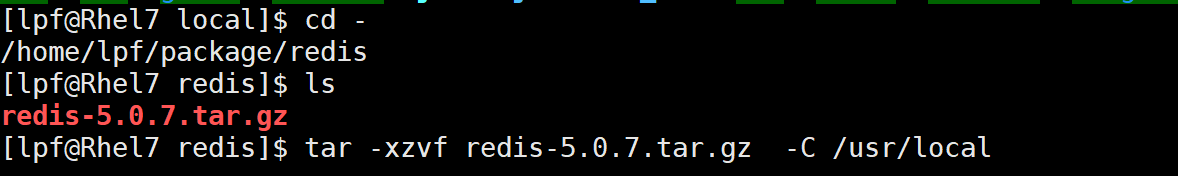 [lpf@Rhel7 local]$ cd -
/home/lpf/package/redis
[lpf@Rhel7 redis]$ ls
redis-5.0.7.tar.gz
[lpf@Rhel7 redis]$ tar -xzvf redis-5.0.7.tar.gz  -C /usr/local